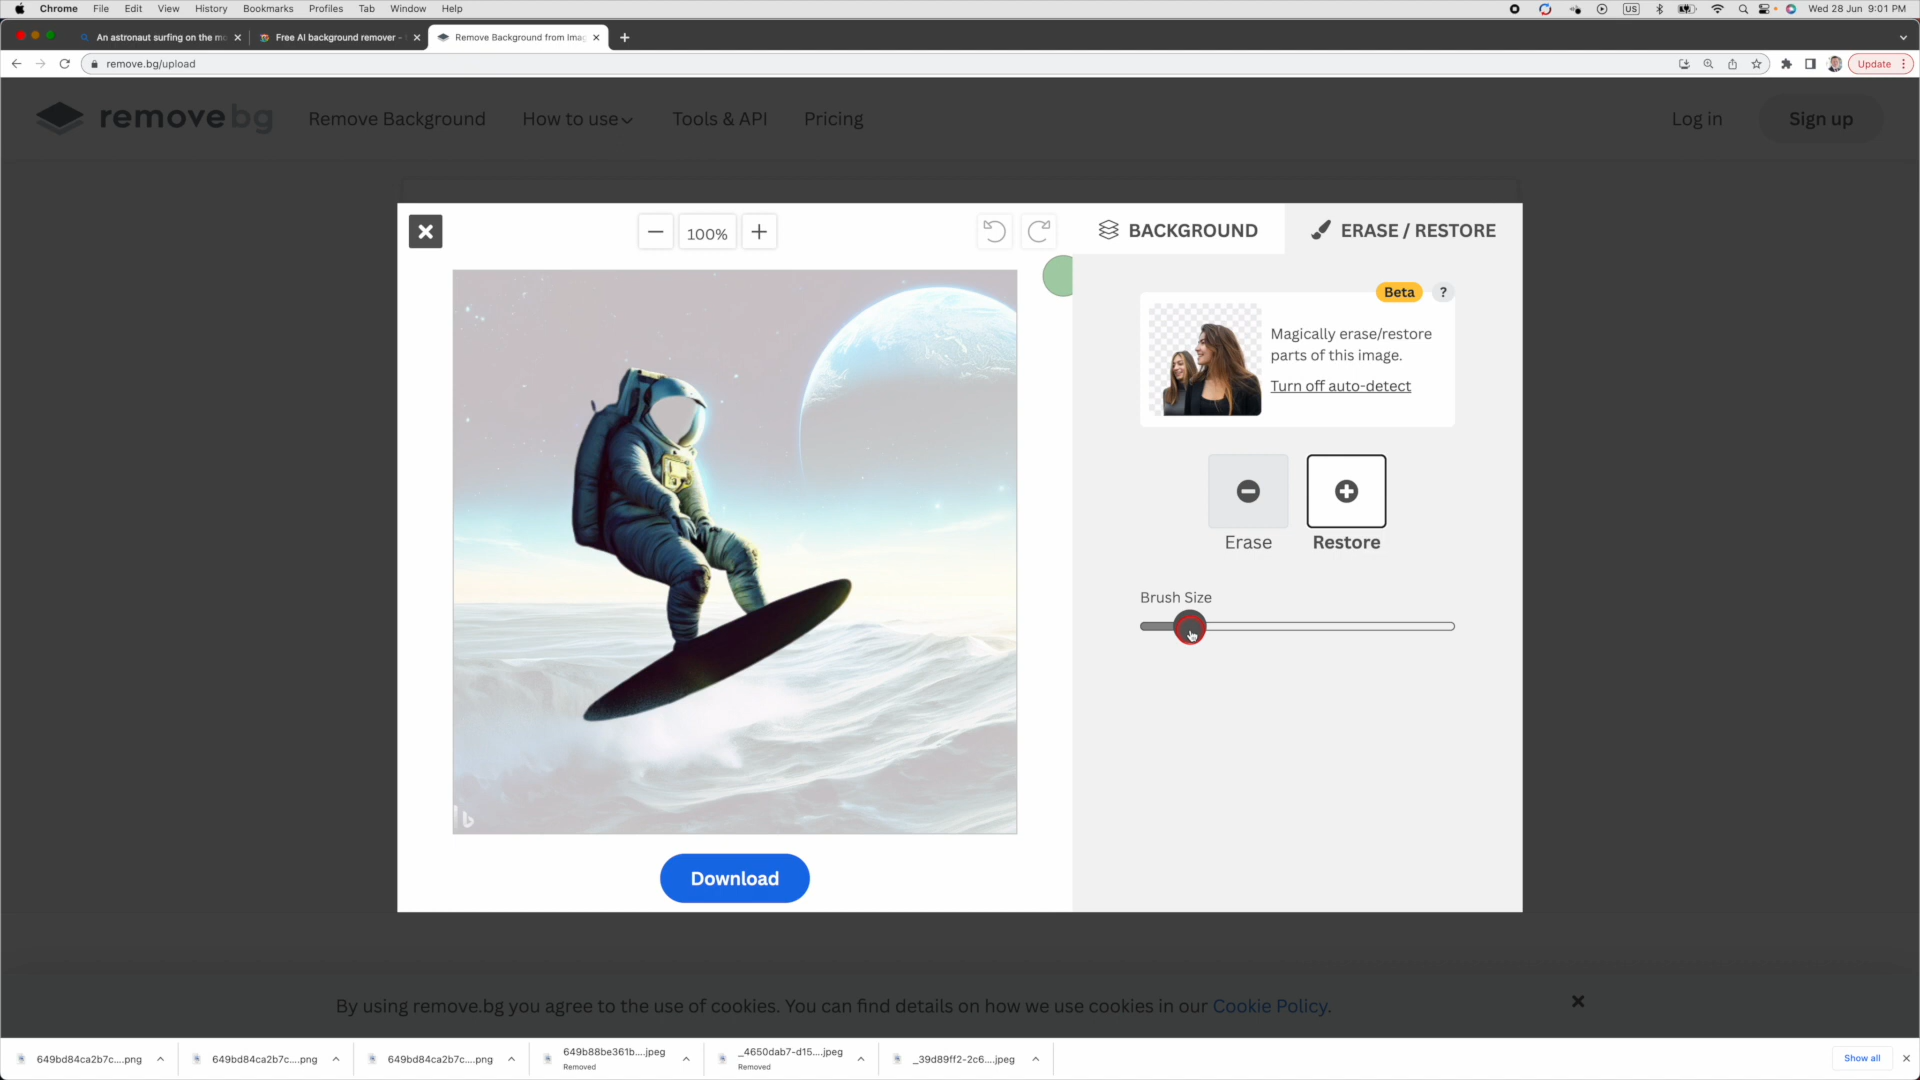 Chrome File Edit View History Bookmarks Profiles Tab Window Help
US
Wed 28 Jun 9:01 PM
An astronaut surfing on the mo
Free AI background remover -
Remove Background from Imag
remove.bg/upload
Update
removebg
Remove Background
How to use
Tools & API
Pricing
Log in
Sign up
100%
BACKGROUND
ERASE / RESTORE
Beta
?
Magically erase/restore
parts of this image.
Turn off auto-detect
Erase
Restore
Brush Size
b
Download
By using remove.bg you agree to the use of cookies. You can find details on how we use cookies in our Cookie Policy.
649bd84ca2b7c....png
649bd84ca2b7c....png
649bd84ca2b7c....png
649b88be361b....jpeg
Removed
_4650dab7-d15....jpeg
Removed
_39d89ff2-2c6....jpeg
Show all